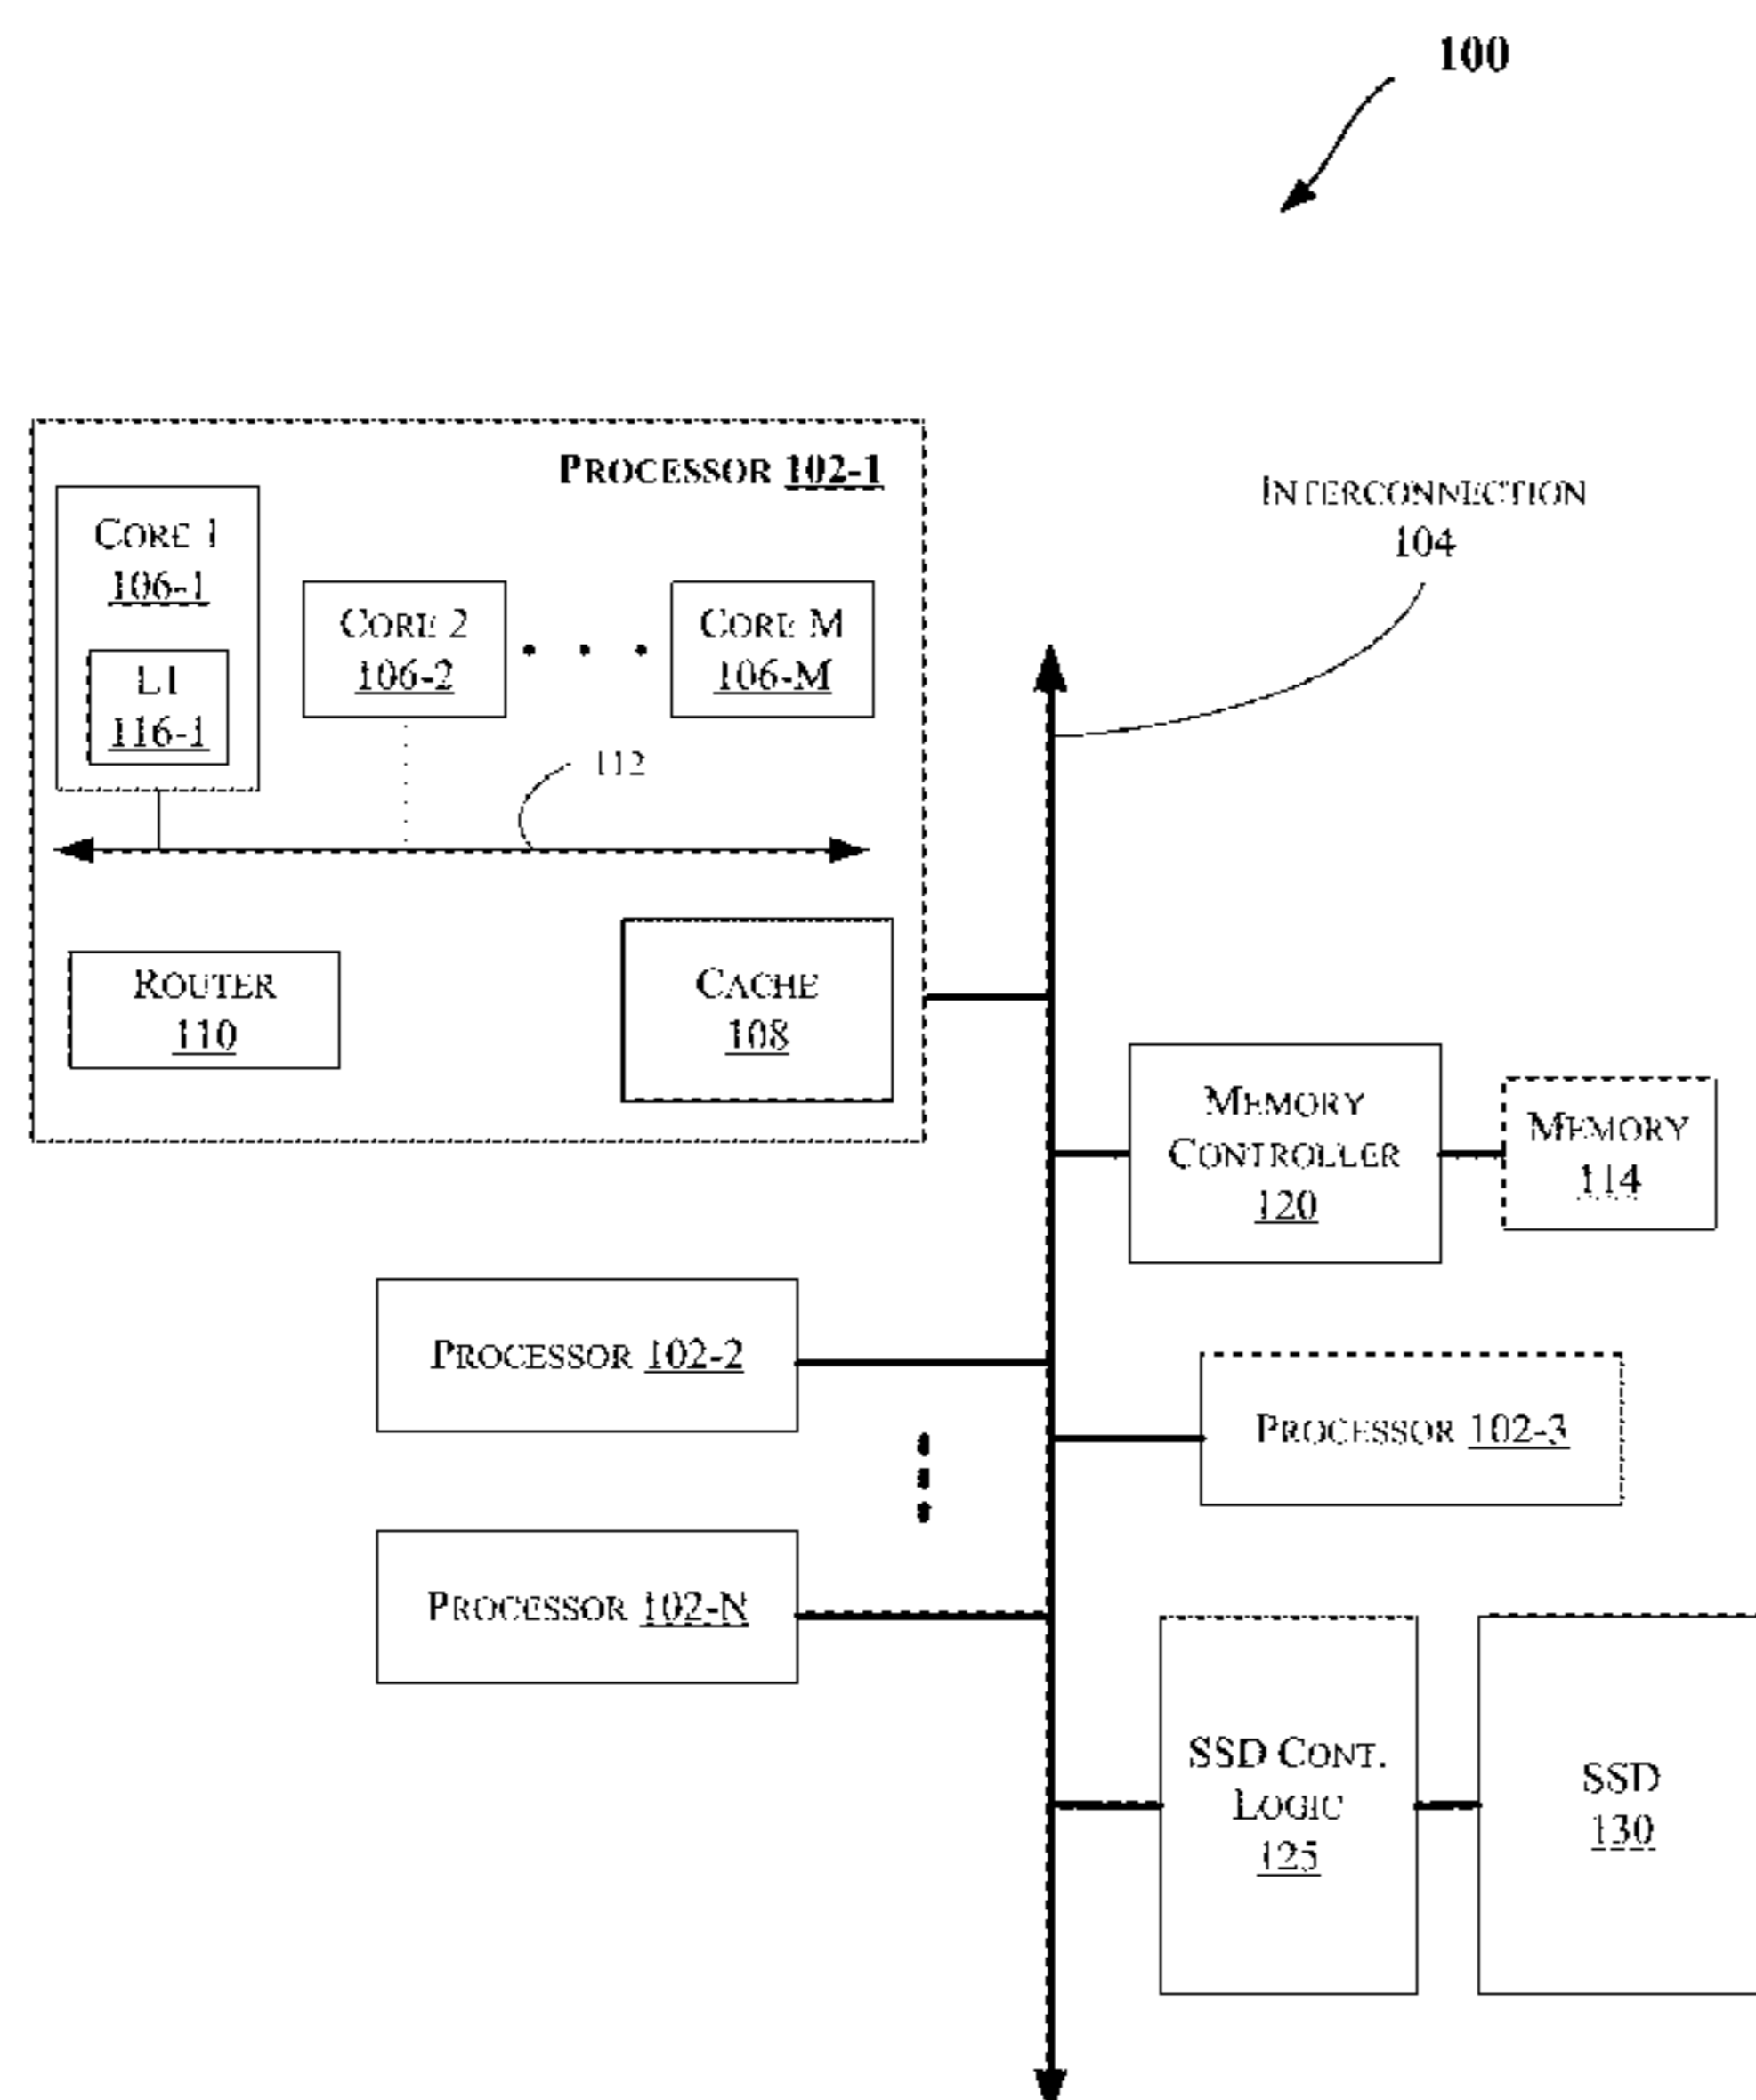 100
PROCESSOR 102-1
CORE 1
106-1
L1
116-1
CORE 2
106-2
CORE M
106-M
112
ROUTER
110
CACHE
108
INTERCONNECTION
104
MEMORY
CONTROLLER
120
MEMORY
114
PROCESSOR 102-2
PROCESSOR 102-3
PROCESSOR 102-N
SSD CONT.
LOGIC
125
SSD
130